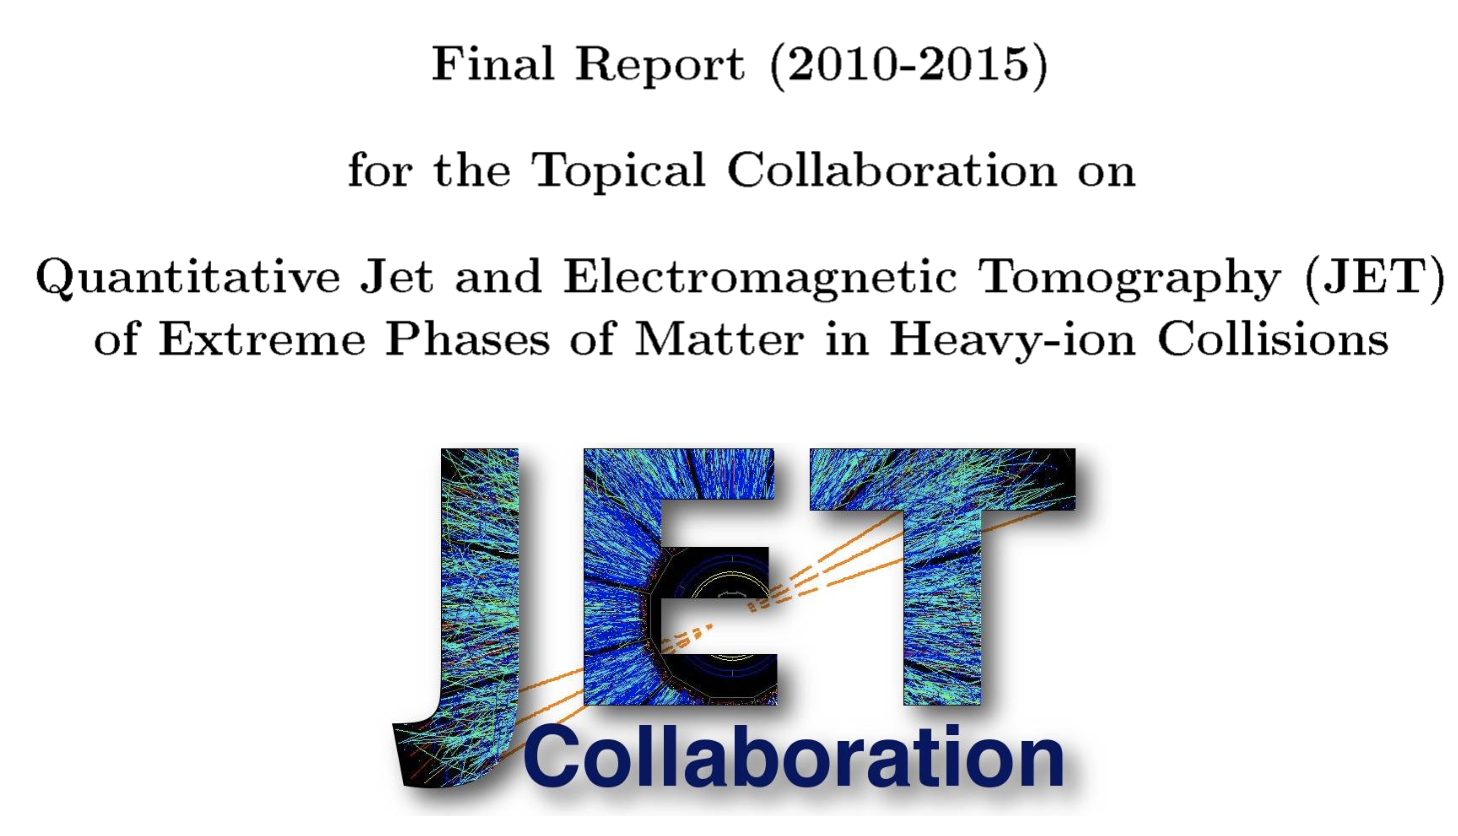 Final Report (2010-2015)
for the Topical Collaboration on
Quantitative Jet and Electromagnetic Tomography (JET)
of Extreme Phases of Matter in Heavy-ion Collisions
JET
Collaboration